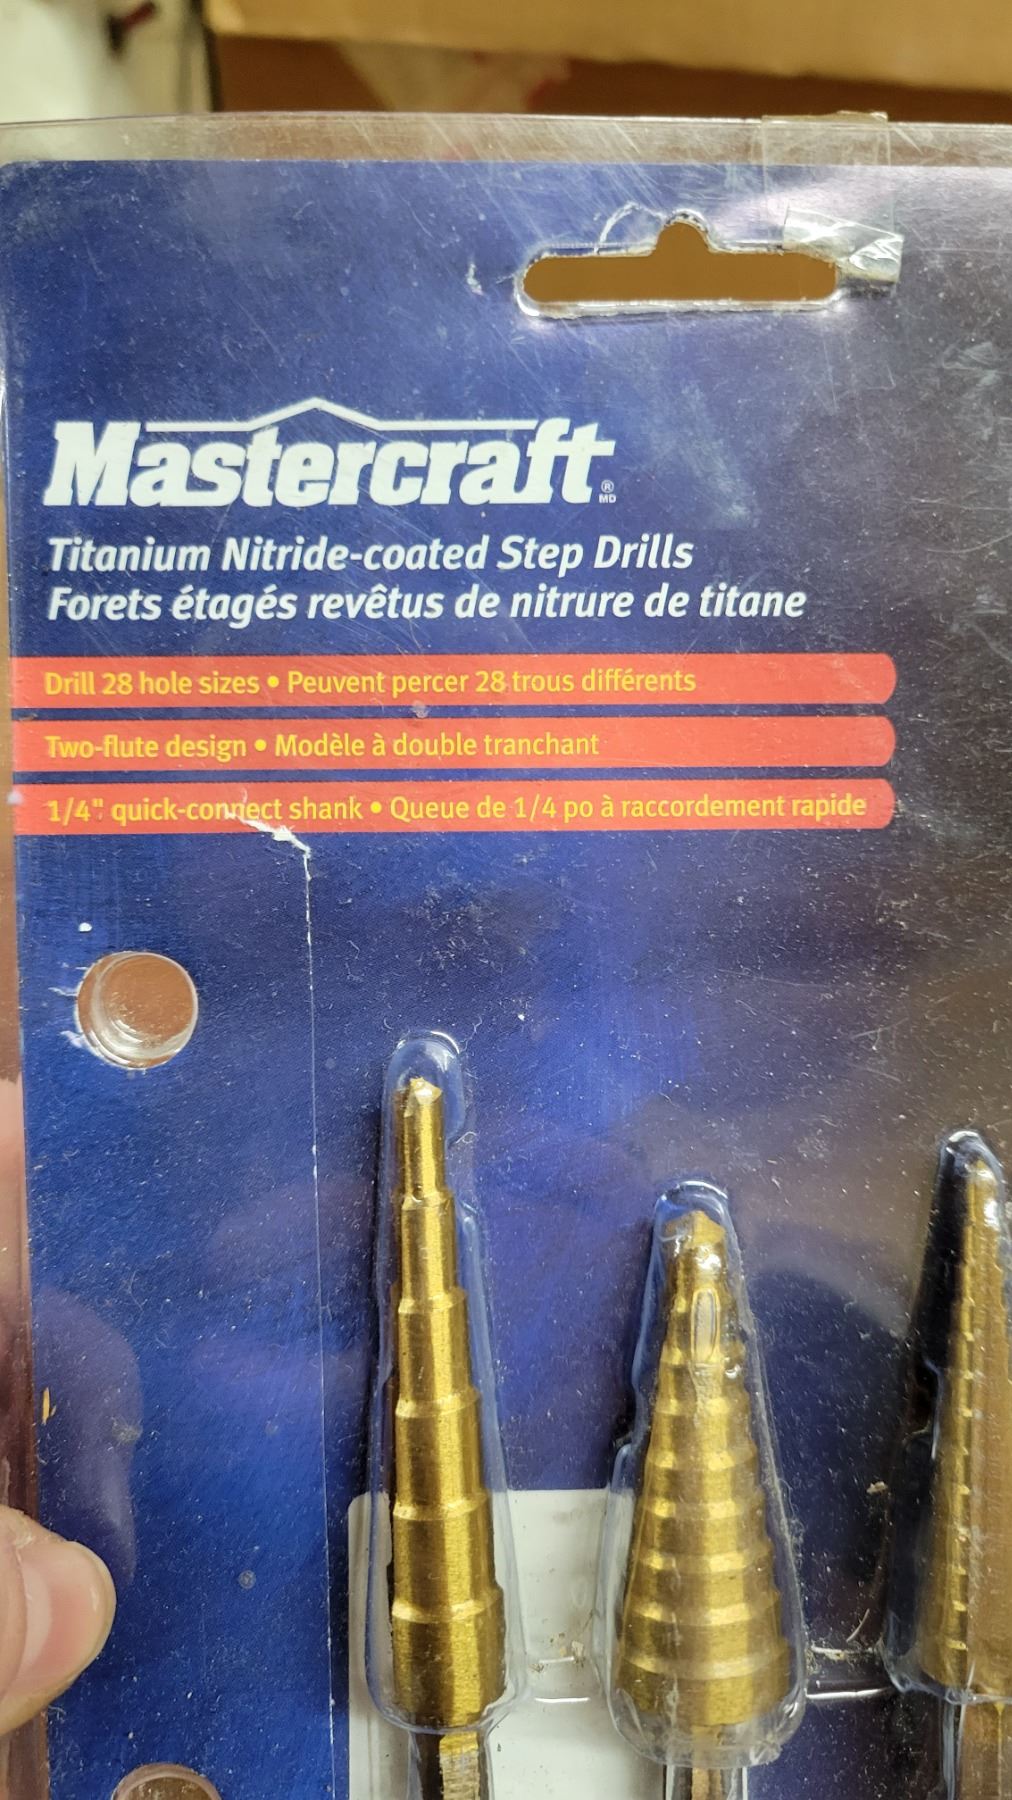 Mastercraft® MD
Titanium Nitride-coated Step Drills
Forets étagés revêtus de nitrure de titane
Drill 28 hole sizes • Peuvent percer 28 trous différents
Two-flute design • Modèle à double tranchant
1/4" quick-connect shank • Queue de 1/4 po à raccordement rapide